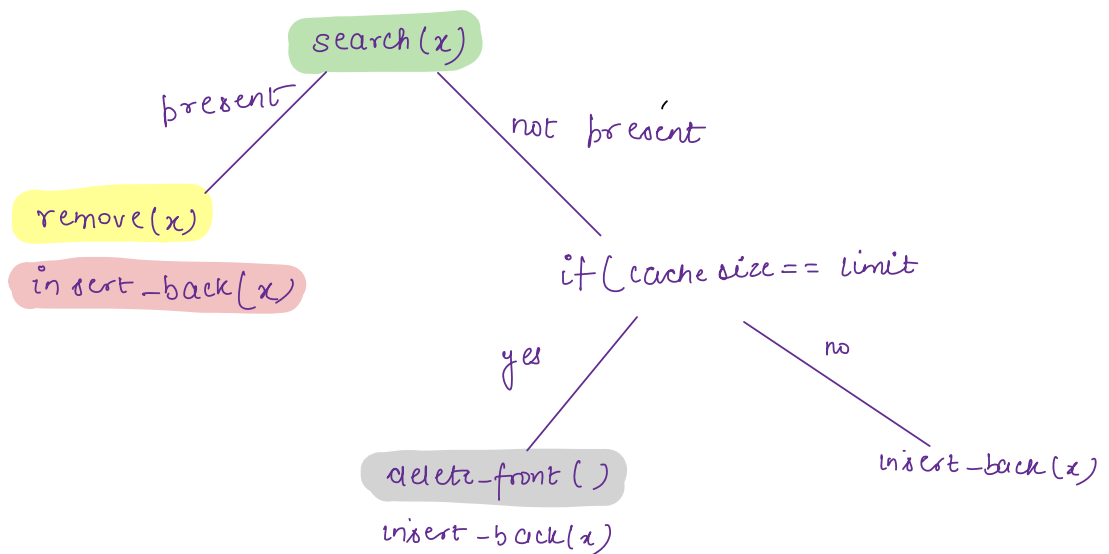 search(x)
present
not present
remove(x)
insert_back(x)
if(cache size == limit
yes
no
delete_front()
insert_back(x)
insert_back(x)